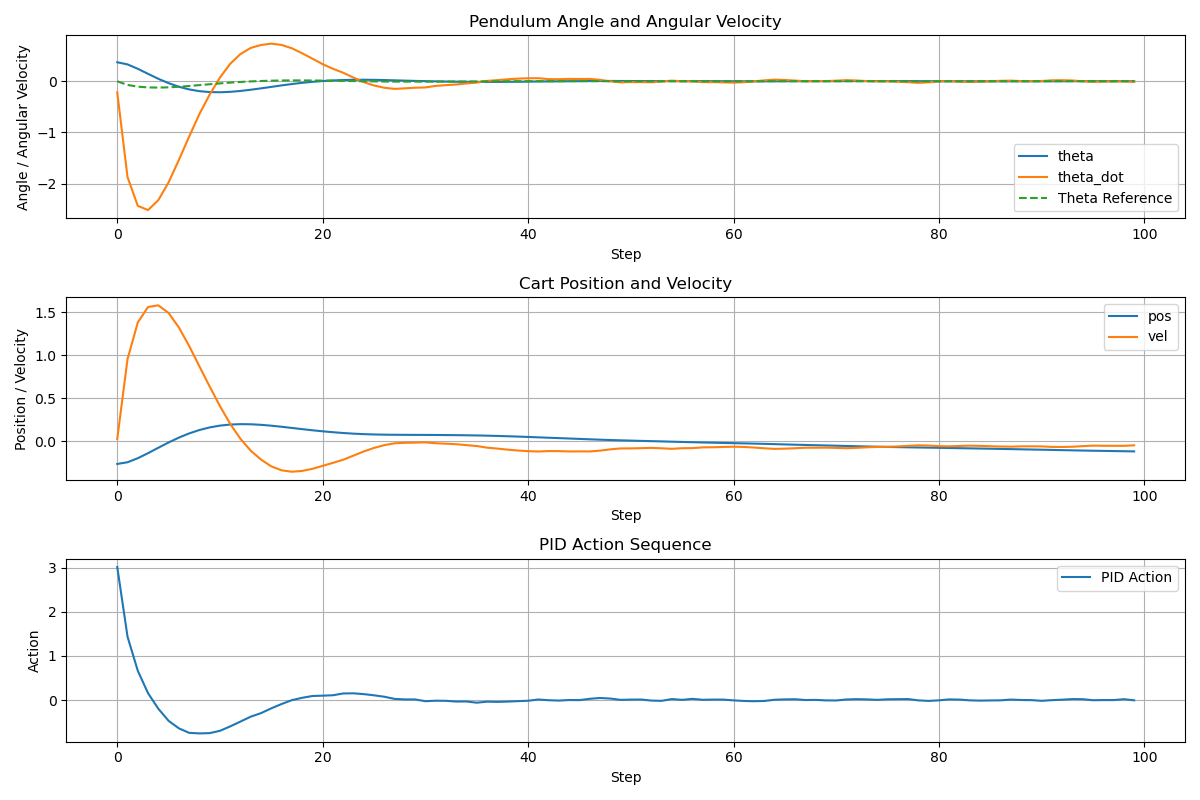 Pendulum Angle and Angular Velocity
Angle / Angular Velocity
0
−1
−2
theta
theta_dot
Theta Reference
0 20 40 60 80 100
Step
Cart Position and Velocity
Position / Velocity
1.5
1.0
0.5
0.0
pos
vel
0 20 40 60 80 100
Step
PID Action Sequence
Action
3
2
1
0
PID Action
0 20 40 60 80 100
Step